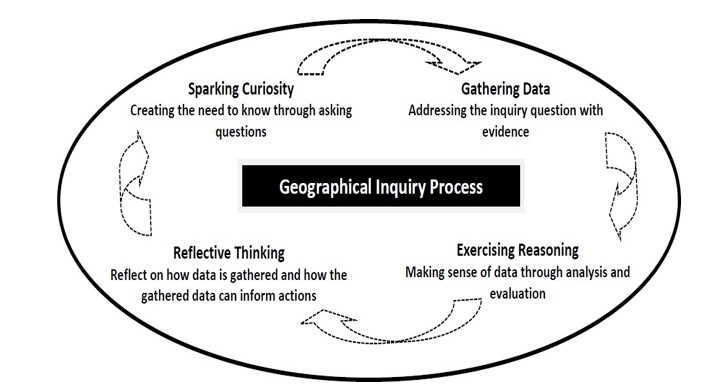 Sparking Curiosity
Creating the need to know through asking
questions
Gathering Data
Addressing the inquiry question with
evidence
Geographical Inquiry Process
Reflective Thinking
Reflect on how data is gathered and how the
gathered data can inform actions
Exercising Reasoning
Making sense of data through analysis and
evaluation